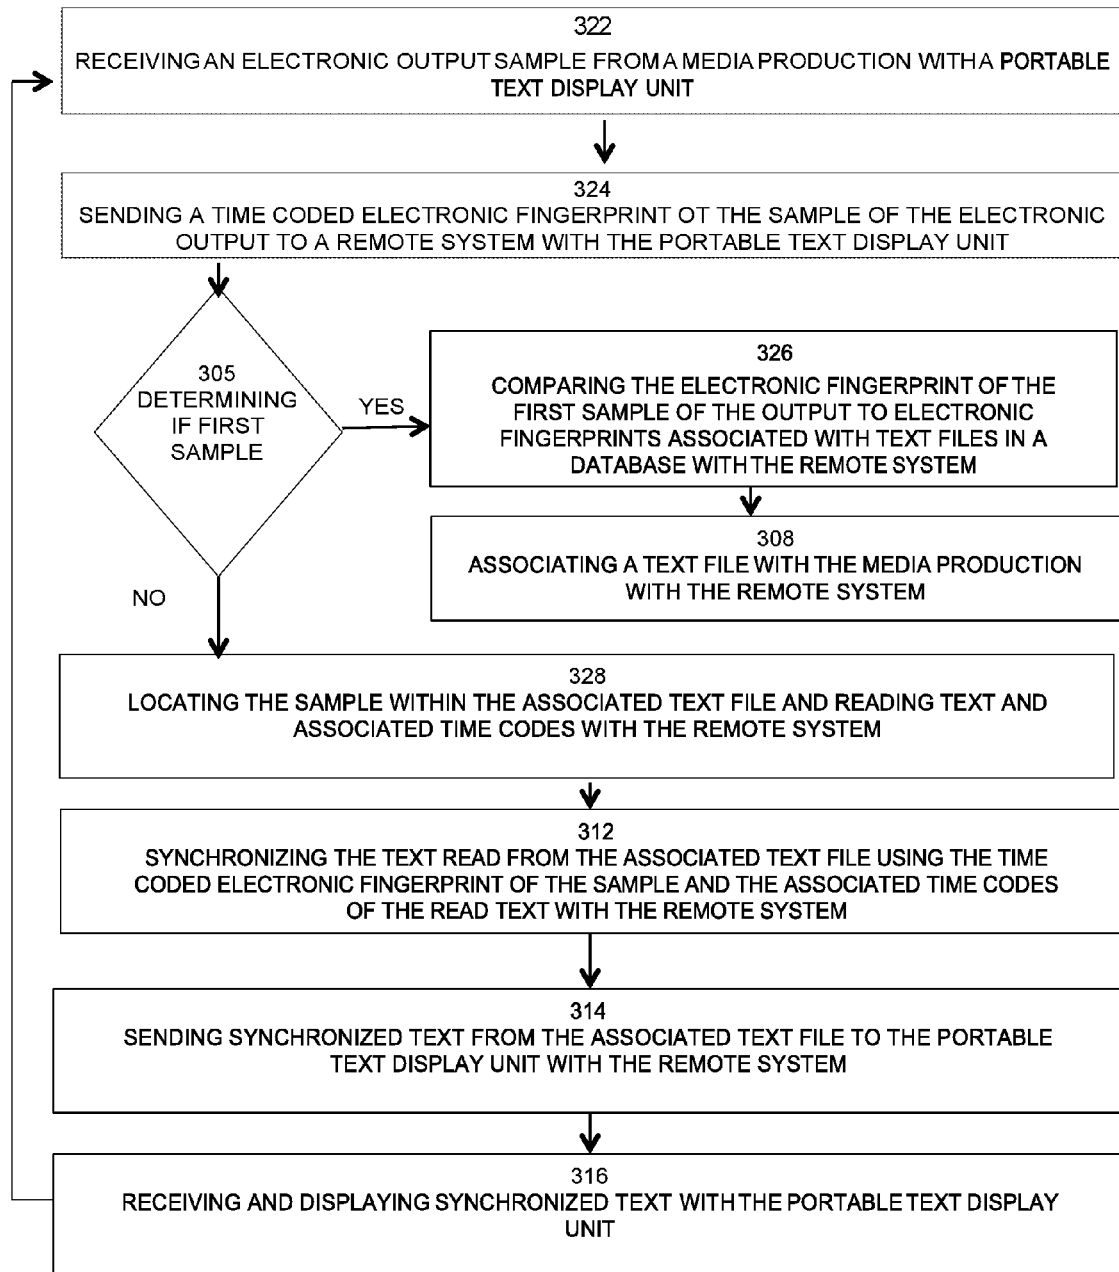 322
RECEIVING AN ELECTRONIC OUTPUT SAMPLE FROM A MEDIA PRODUCTION WITH A PORTABLE
TEXT DISPLAY UNIT
324
SENDING A TIME CODED ELECTRONIC FINGERPRINT OT THE SAMPLE OF THE ELECTRONIC
OUTPUT TO A REMOTE SYSTEM WITH THE PORTABLE TEXT DISPLAY UNIT
305
DETERMINING
IF FIRST
SAMPLE
YES
326
COMPARING THE ELECTRONIC FINGERPRINT OF THE
FIRST SAMPLE OF THE OUTPUT TO ELECTRONIC
FINGERPRINTS ASSOCIATED WITH TEXT FILES IN A
DATABASE WITH THE REMOTE SYSTEM
308
ASSOCIATING A TEXT FILE WITH THE MEDIA PRODUCTION
WITH THE REMOTE SYSTEM
NO
328
LOCATING THE SAMPLE WITHIN THE ASSOCIATED TEXT FILE AND READING TEXT AND
ASSOCIATED TIME CODES WITH THE REMOTE SYSTEM
312
SYNCHRONIZING THE TEXT READ FROM THE ASSOCIATED TEXT FILE USING THE TIME
CODED ELECTRONIC FINGERPRINT OF THE SAMPLE AND THE ASSOCIATED TIME CODES
OF THE READ TEXT WITH THE REMOTE SYSTEM
314
SENDING SYNCHRONIZED TEXT FROM THE ASSOCIATED TEXT FILE TO THE PORTABLE
TEXT DISPLAY UNIT WITH THE REMOTE SYSTEM
316
RECEIVING AND DISPLAYING SYNCHRONIZED TEXT WITH THE PORTABLE TEXT DISPLAY
UNIT